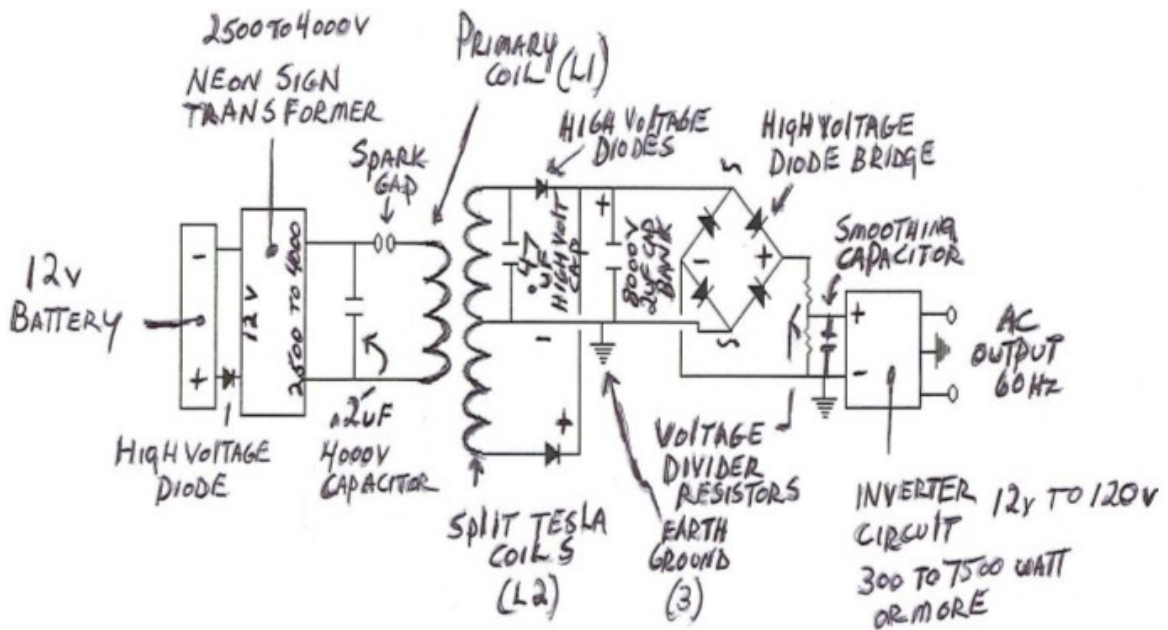 2500 TO 4000V
NEON SIGN
TRANSFORMER
PRIMARY
COIL (L1)
SPARK
GAP
HIGH VOLTAGE
DIODES
HIGH VOLTAGE
DIODE BRIDGE
SMOOTHING
CAPACITOR
12V
BATTERY
-
+
12V
2500 TO 4000
.47
UF
HIGH VOLT
CAP
+
8000V
2UF CAP
BANK
S
-
+
S
+
-
+
AC
OUTPUT
60HZ
-
+
HIGH VOLTAGE
DIODE
.2UF
4000V
CAPACITOR
SPLIT TESLA
COILS
(L2)
VOLTAGE
DIVIDER
RESISTORS
EARTH
GROUND
(3)
INVERTER 12V TO 120V
CIRCUIT
300 TO 7500 WATT
OR MORE